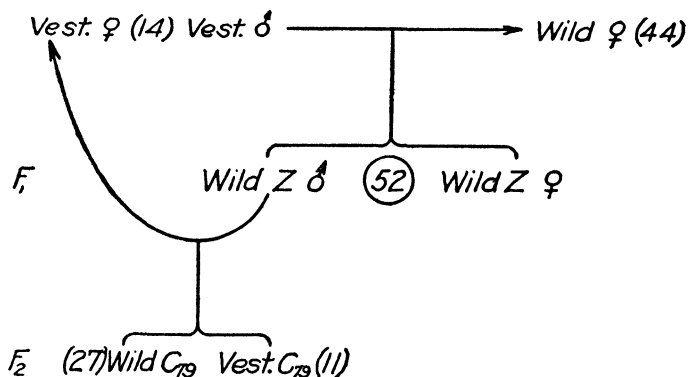 Vest. ♀ (14) Vest. ♂ Wild ♀ (44)
F₁ Wild Z ♂ 52 Wild Z ♀
F₂ (27) Wild C₇₉ Vest. C₇₉ (11)